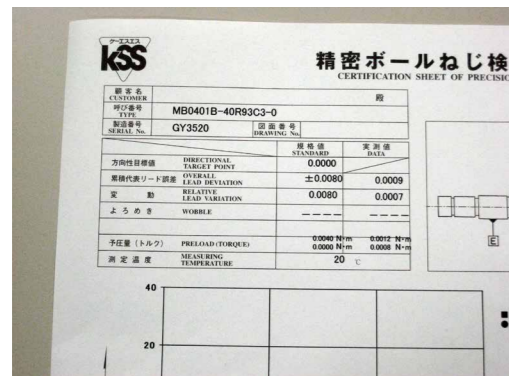 ケーエスエス
KSS
精密ボールねじ検
CERTIFICATION SHEET OF PRECISIO
顧客名
CUSTOMER
殿
呼び番号
TYPE
MB0401B-40R93C3-0
製造番号
SERIAL No.
GY3520
図面番号
DRAWING No.
規格値
STANDARD
実測値
DATA
方向性目標値 DIRECTIONAL TARGET POINT 0.0000
累積代表リード誤差 OVERALL LEAD DEVIATION ±0.0080 0.0009
変動 RELATIVE LEAD VARIATION 0.0080 0.0007
よろめき WOBBLE ---- ----
予圧量(トルク) PRELOAD (TORQUE) 0.0040 N·m 0.0012 N·m
0.0000 N·m 0.0008 N·m
測定温度 MEASURING TEMPERATURE 20 ℃
E
40
20